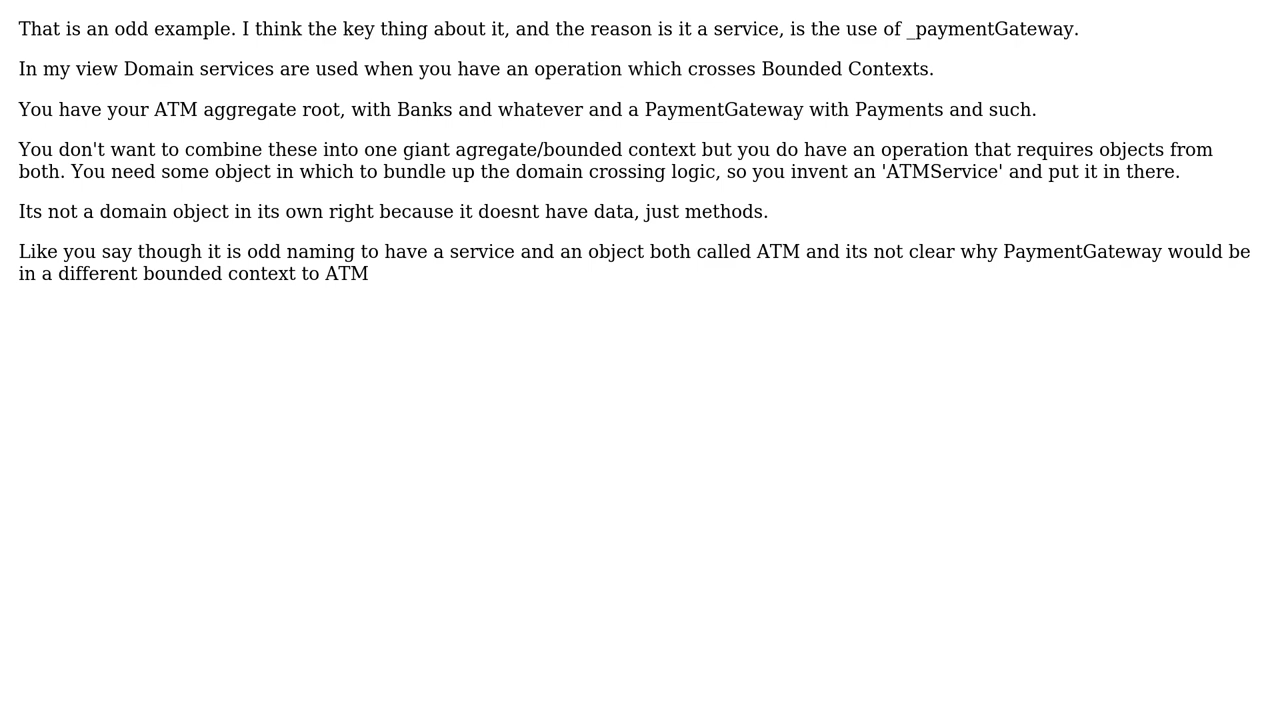 That is an odd example. I think the key thing about it, and the reason is it a service, is the use of _paymentGateway.
In my view Domain services are used when you have an operation which crosses Bounded Contexts.
You have your ATM aggregate root, with Banks and whatever and a PaymentGateway with Payments and such.
You don't want to combine these into one giant agregate/bounded context but you do have an operation that requires objects from
both. You need some object in which to bundle up the domain crossing logic, so you invent an 'ATMService' and put it in there.
Its not a domain object in its own right because it doesnt have data, just methods.
Like you say though it is odd naming to have a service and an object both called ATM and its not clear why PaymentGateway would be
in a different bounded context to ATM